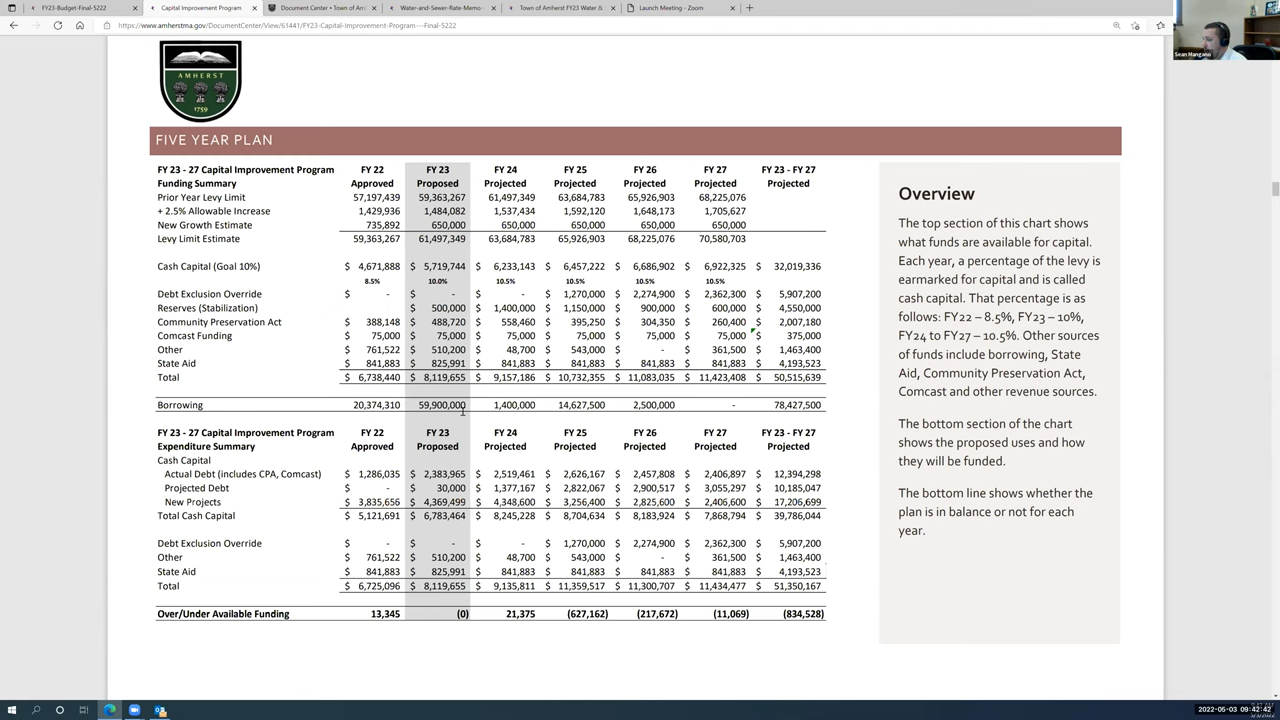 FY23-Budget-Final-5222
Capital Improvement Program
Document Center • Town of Am
Water-and-Sewer-Rate-Memo-
Town of Amherst FY23 Water &
Launch Meeting - Zoom
https://www.amherstma.gov/DocumentCenter/View/61441/FY23-Capital-Improvement-Program---Final-5222
Sean Mangano
AMHERST
1759
FIVE YEAR PLAN
FY 23 - 27 Capital Improvement Program FY 22 FY 23 FY 24 FY 25 FY 26 FY 27 FY 23 - FY 27
Funding Summary Approved Proposed Projected Projected Projected Projected Projected
Prior Year Levy Limit 57,197,439 59,363,267 61,497,349 63,684,783 65,926,903 68,225,076
+ 2.5% Allowable Increase 1,429,936 1,484,082 1,537,434 1,592,120 1,648,173 1,705,627
New Growth Estimate 735,892 650,000 650,000 650,000 650,000 650,000
Levy Limit Estimate 59,363,267 61,497,349 63,684,783 65,926,903 68,225,076 70,580,703
Cash Capital (Goal 10%) $ 4,671,888 $ 5,719,744 $ 6,233,143 $ 6,457,222 $ 6,686,902 $ 6,922,325 $ 32,019,336
8.5% 10.0% 10.5% 10.5% 10.5% 10.5%
Debt Exclusion Override $ - $ - $ - $ 1,270,000 $ 2,274,900 $ 2,362,300 $ 5,907,200
Reserves (Stabilization) $ 500,000 $ 1,400,000 $ 1,150,000 $ 900,000 $ 600,000 $ 4,550,000
Community Preservation Act $ 388,148 $ 488,720 $ 558,460 $ 395,250 $ 304,350 $ 260,400 $ 2,007,180
Comcast Funding $ 75,000 $ 75,000 $ 75,000 $ 75,000 $ 75,000 $ 75,000 $ 375,000
Other $ 761,522 $ 510,200 $ 48,700 $ 543,000 $ - $ 361,500 $ 1,463,400
State Aid $ 841,883 $ 825,991 $ 841,883 $ 841,883 $ 841,883 $ 841,883 $ 4,193,523
Total $ 6,738,440 $ 8,119,655 $ 9,157,186 $ 10,732,355 $ 11,083,035 $ 11,423,408 $ 50,515,639
Borrowing 20,374,310 59,900,000 1,400,000 14,627,500 2,500,000 - 78,427,500
FY 23 - 27 Capital Improvement Program FY 22 FY 23 FY 24 FY 25 FY 26 FY 27 FY 23 - FY 27
Expenditure Summary Approved Proposed Projected Projected Projected Projected Projected
Cash Capital
Actual Debt (includes CPA, Comcast) $ 1,286,035 $ 2,383,965 $ 2,519,461 $ 2,626,167 $ 2,457,808 $ 2,406,897 $ 12,394,298
Projected Debt $ - $ 30,000 $ 1,377,167 $ 2,822,067 $ 2,900,517 $ 3,055,297 $ 10,185,047
New Projects $ 3,835,656 $ 4,369,499 $ 4,348,600 $ 3,256,400 $ 2,825,600 $ 2,406,600 $ 17,206,699
Total Cash Capital $ 5,121,691 $ 6,783,464 $ 8,245,228 $ 8,704,634 $ 8,183,924 $ 7,868,794 $ 39,786,044
Debt Exclusion Override $ - $ - $ - $ 1,270,000 $ 2,274,900 $ 2,362,300 $ 5,907,200
Other $ 761,522 $ 510,200 $ 48,700 $ 543,000 $ - $ 361,500 $ 1,463,400
State Aid $ 841,883 $ 825,991 $ 841,883 $ 841,883 $ 841,883 $ 841,883 $ 4,193,523
Total $ 6,725,096 $ 8,119,655 $ 9,135,811 $ 11,359,517 $ 11,300,707 $ 11,434,477 $ 51,350,167
Over/Under Available Funding 13,345 (0) 21,375 (627,162) (217,672) (11,069) (834,528)
Overview
The top section of this chart shows
what funds are available for capital.
Each year, a percentage of the levy is
earmarked for capital and is called
cash capital. That percentage is as
follows: FY22 – 8.5%, FY23 – 10%,
FY24 to FY27 – 10.5%. Other sources
of funds include borrowing, State
Aid, Community Preservation Act,
Comcast and other revenue sources.
The bottom section of the chart
shows the proposed uses and how
they will be funded.
The bottom line shows whether the
plan is in balance or not for each
year.
2022-05-03 09:42:42